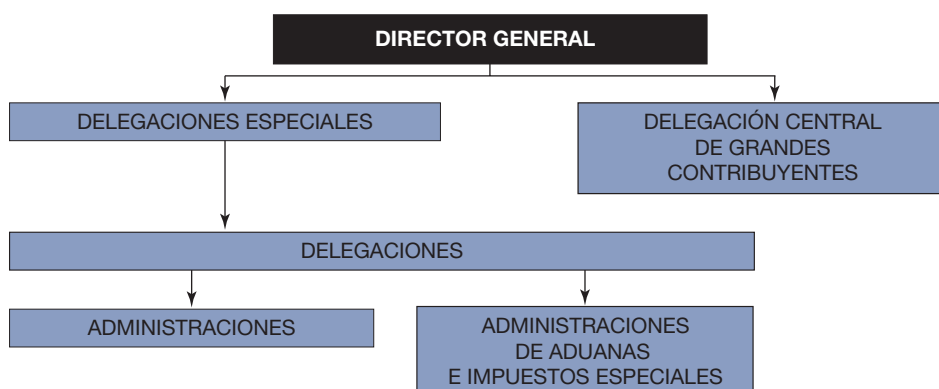 DIRECTOR GENERAL
DELEGACIONES ESPECIALES
DELEGACIÓN CENTRAL
DE GRANDES
CONTRIBUYENTES
DELEGACIONES
ADMINISTRACIONES
ADMINISTRACIONES
DE ADUANAS
E IMPUESTOS ESPECIALES